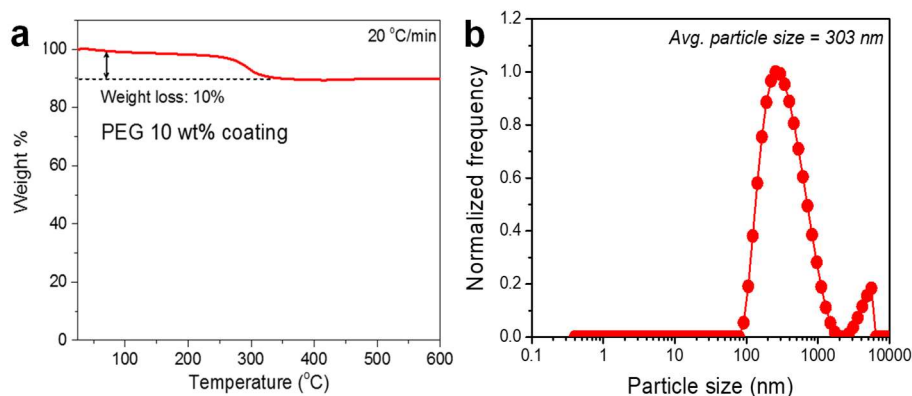 a
20 °C/min
Weight loss: 10%
PEG 10 wt% coating
Weight %
100
80
60
40
20
0
100 200 300 400 500 600
Temperature (°C)
b
Avg. particle size = 303 nm
Normalized frequency
1.0
0.8
0.6
0.4
0.2
0.0
0.1 1 10 100 1000 10000
Particle size (nm)